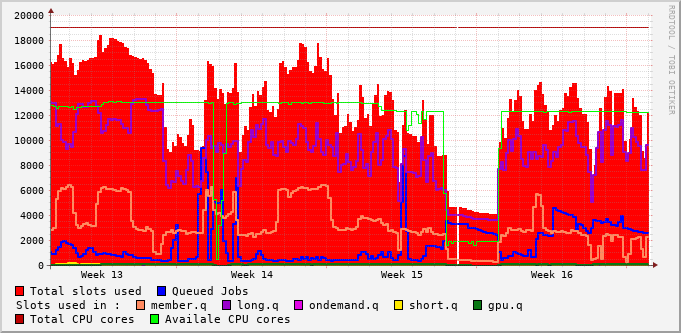 RRDTOOL / TOBI OETIKER
20000
18000
16000
14000
12000
10000
8000
6000
4000
2000
0
Week 13 Week 14 Week 15 Week 16
Total slots used Queued Jobs
Slots used in : member.q long.q ondemand.q short.q gpu.q
Total CPU cores Availale CPU cores